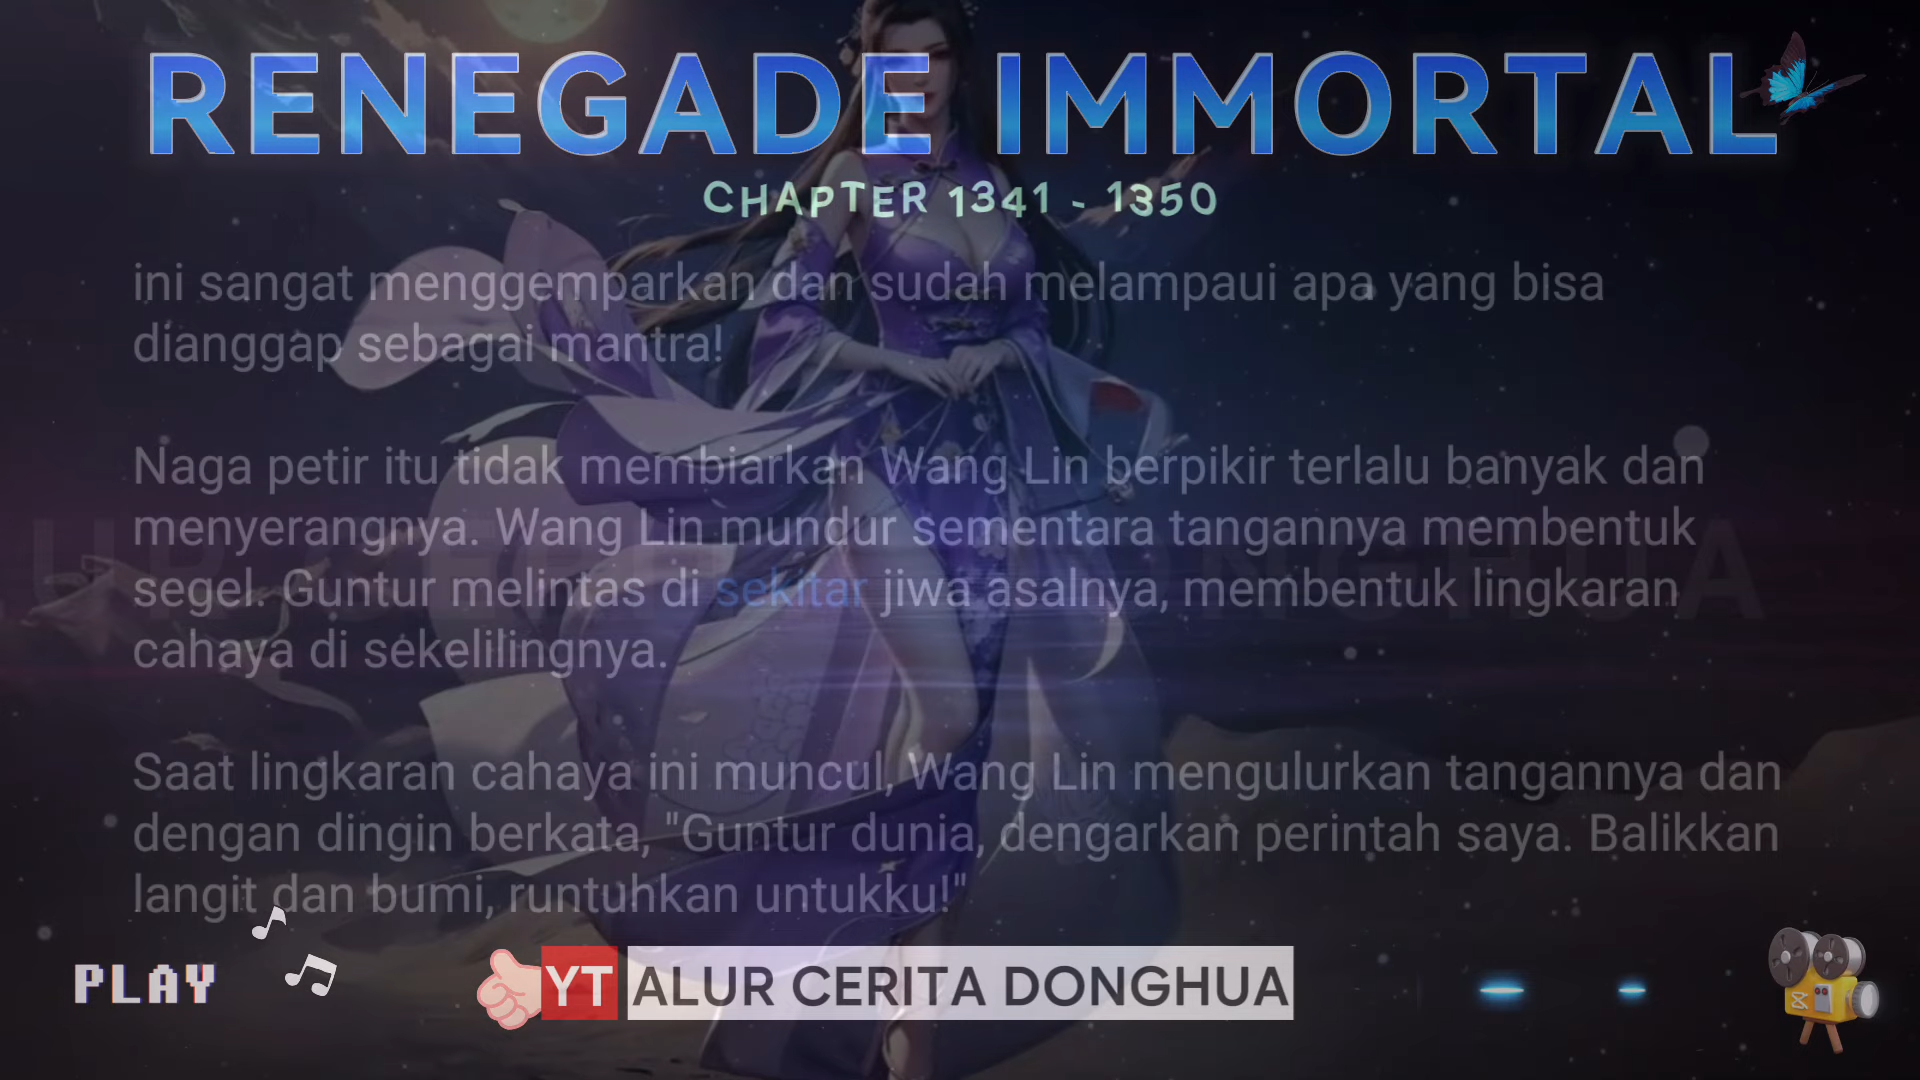 RENEGADE IMMORTAL
CHAPTER 1341 - 1350
ini sangat menggemparkan dan sudah melampaui apa yang bisa
dianggap sebagai mantra!
Naga petir itu tidak membiarkan Wang Lin berpikir terlalu banyak dan
menyerangnya. Wang Lin mundur sementara tangannya membentuk
segel. Guntur melintas di sekitar jiwa asalnya, membentuk lingkaran
cahaya di sekelilingnya.
Saat lingkaran cahaya ini muncul, Wang Lin mengulurkan tangannya dan
dengan dingin berkata, "Guntur dunia, dengarkan perintah saya. Balikkan
langit dan bumi, runtuhkan untukku!"
PLAY
YT ALUR CERITA DONGHUA